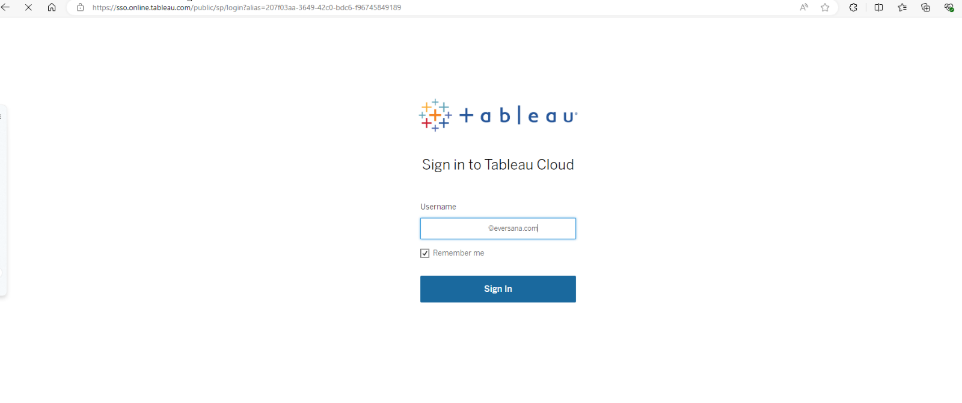 https://sso.online.tableau.com/public/sp/login?alias=207f03aa-3649-42c0-bdc6-f96745849189
+ableau
Sign in to Tableau Cloud
Username
@eversana.com
Remember me
Sign In